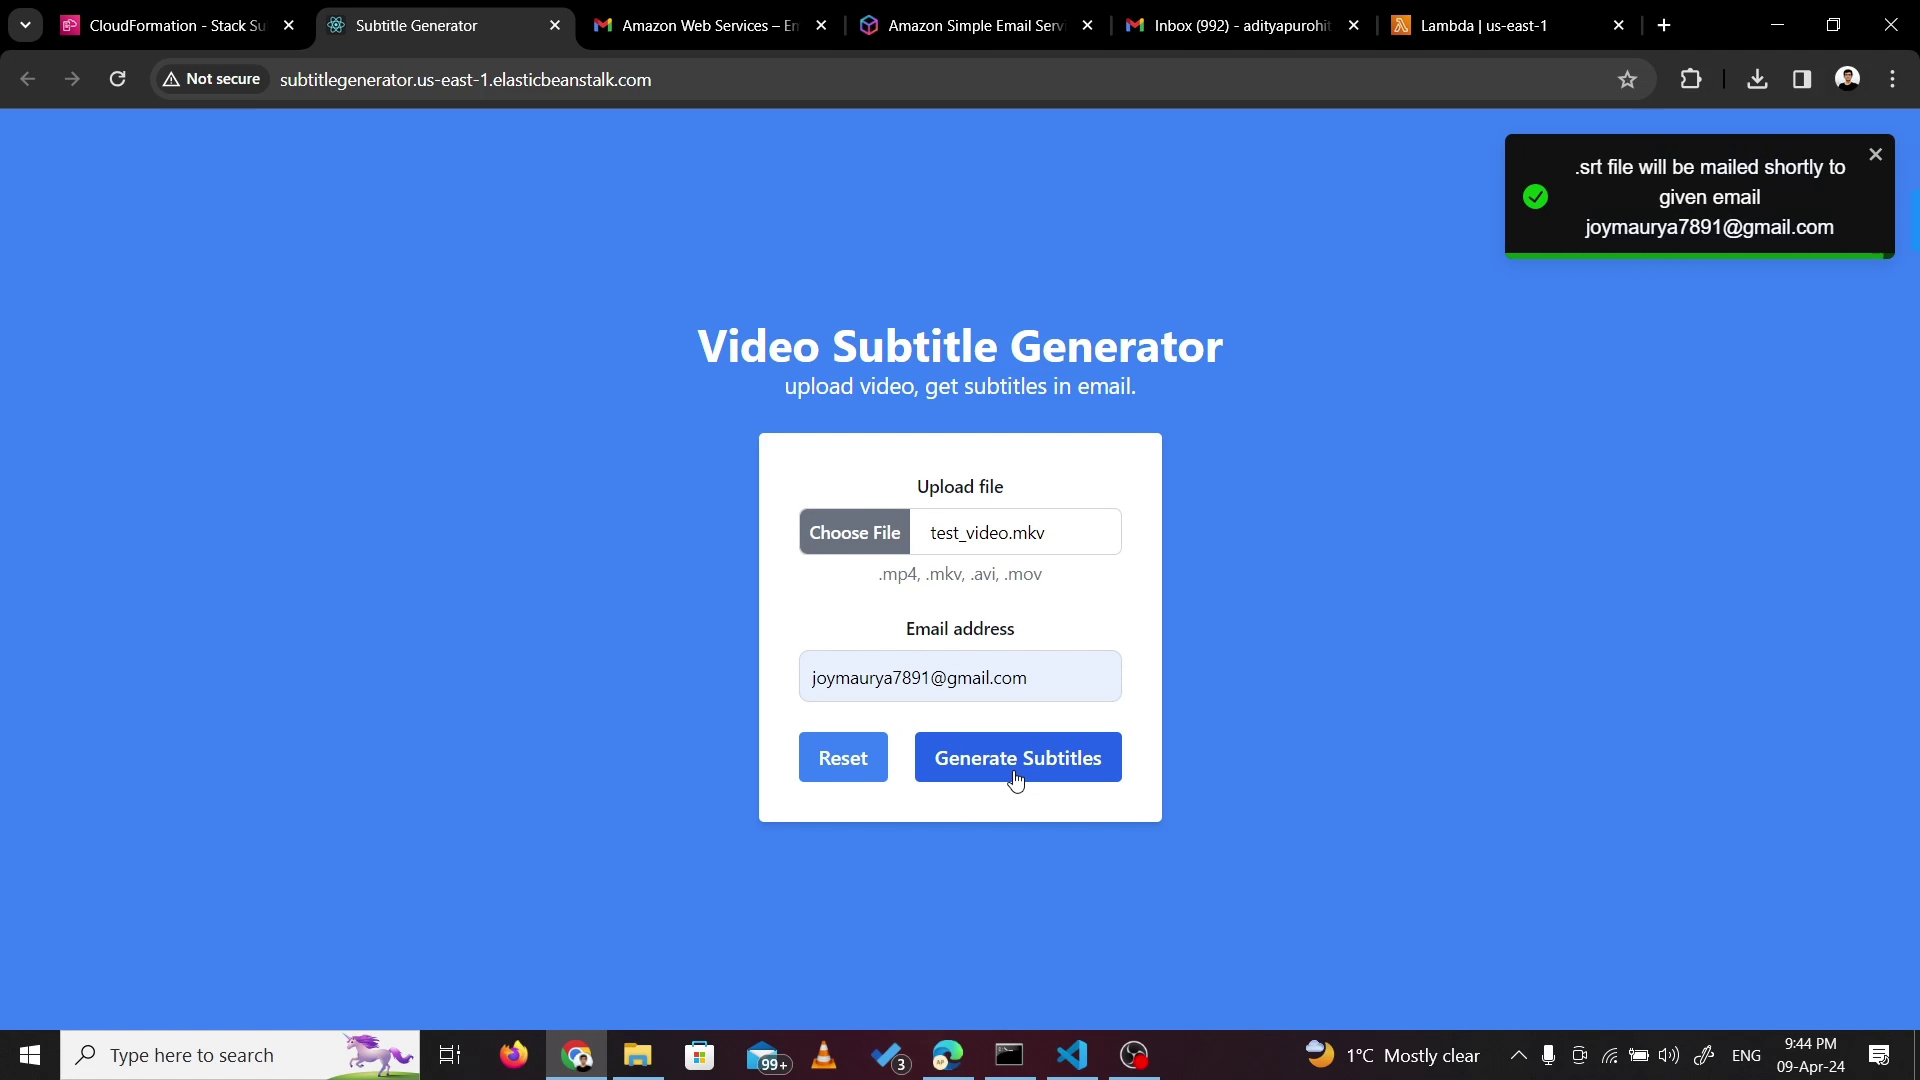 CloudFormation - Stack Su
Subtitle Generator
Amazon Web Services – En
Amazon Simple Email Servi
Inbox (992) - adityapurohit
Lambda | us-east-1
Not secure
subtitlegenerator.us-east-1.elasticbeanstalk.com
.srt file will be mailed shortly to
given email
joymaurya7891@gmail.com
Video Subtitle Generator
upload video, get subtitles in email.
Upload file
Choose File
test_video.mkv
.mp4, .mkv, .avi, .mov
Email address
joymaurya7891@gmail.com
Reset
Generate Subtitles
Type here to search
99+
3
1°C Mostly clear
ENG
9:44 PM
09-Apr-24